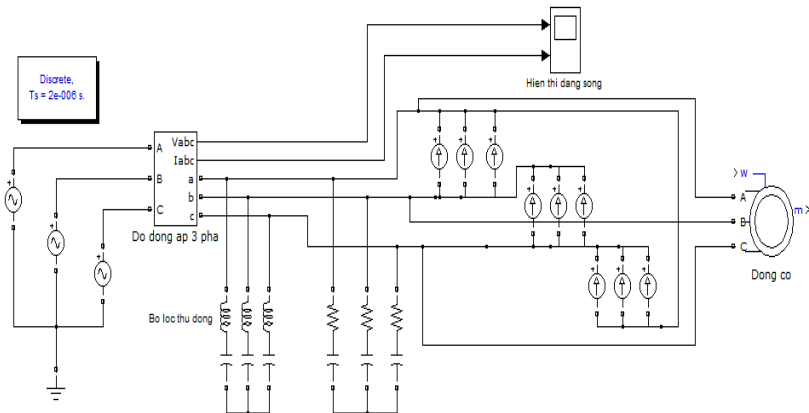 Discrete,
Ts = 2e-006 s.
Hien thi dang song
A
B
C
Vabc
Iabc
a
b
c
Do dong ap 3 pha
Bo loc thu dong
w
A
B
C
m
Dong co